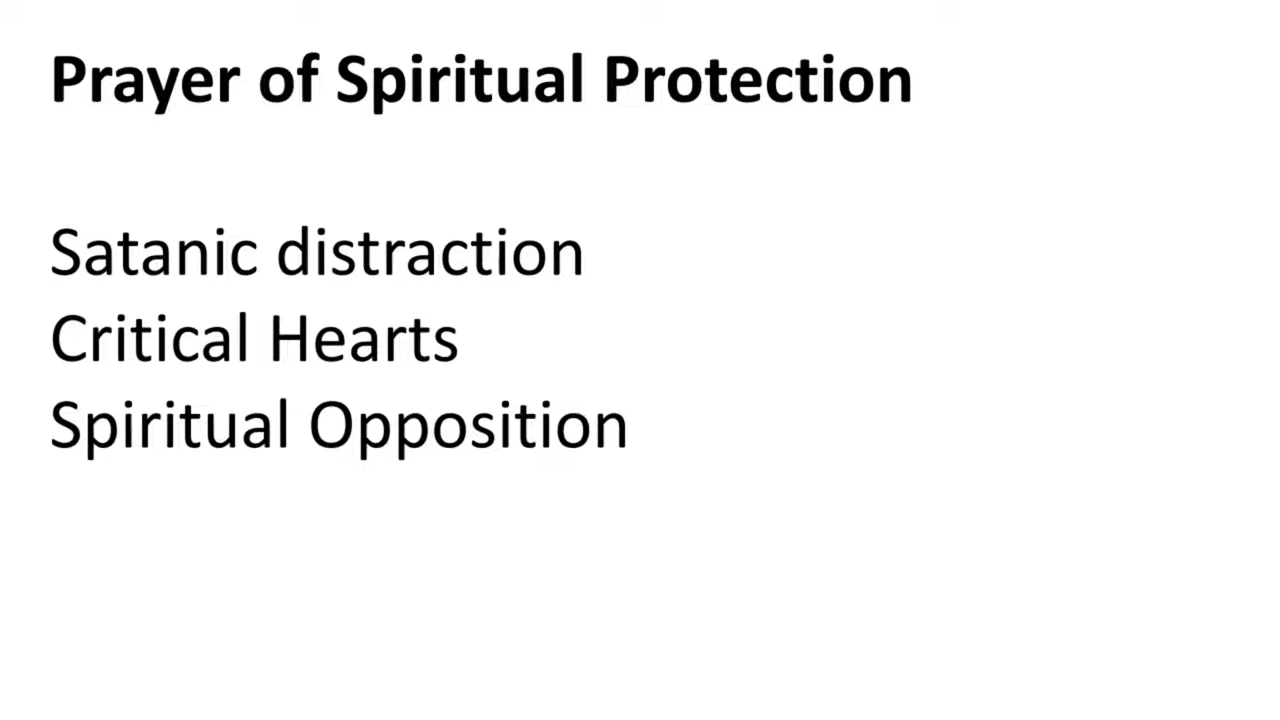 Prayer of Spiritual Protection
Satanic distraction
Critical Hearts
Spiritual Opposition